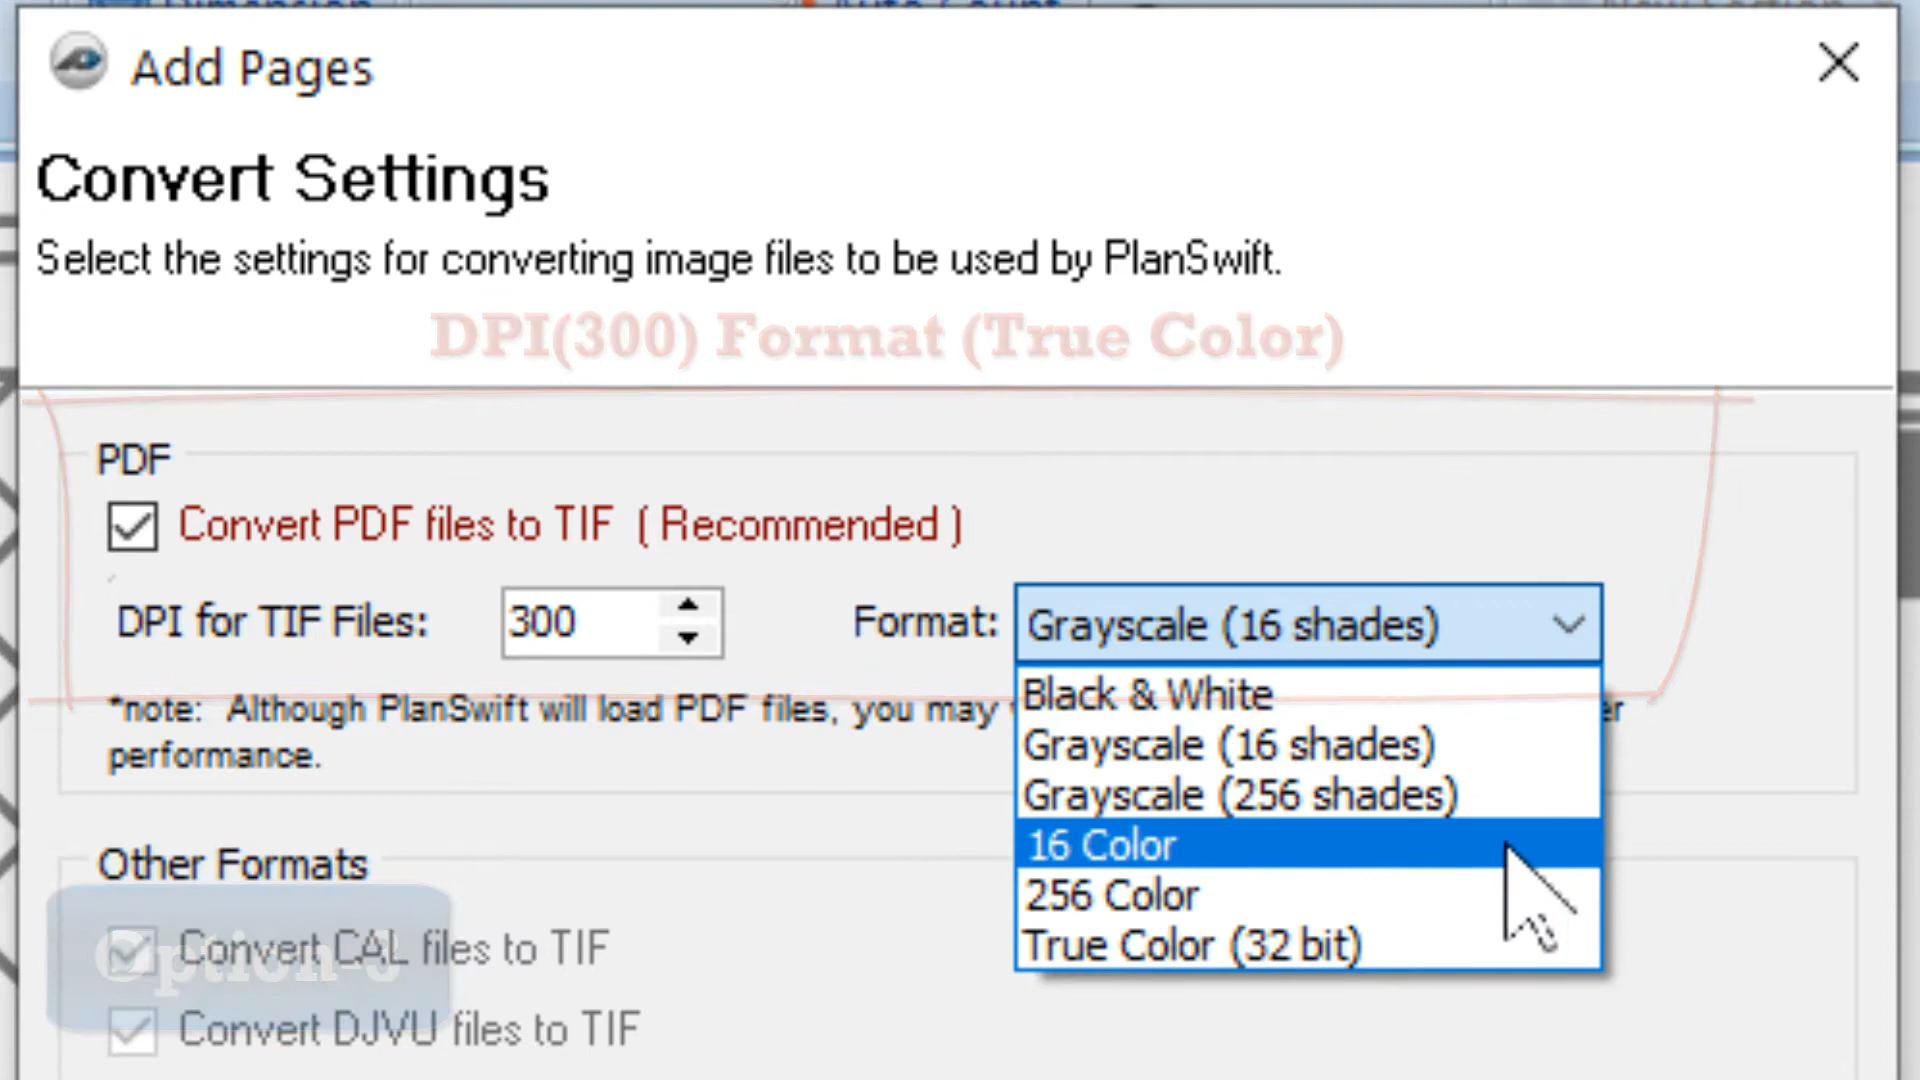 Add Pages
Convert Settings
Select the settings for converting image files to be used by PlanSwift.
DPI(300) Format (True Color)
PDF
Convert PDF files to TIF ( Recommended )
DPI for TIF Files: 300 Format: Grayscale (16 shades)
*note: Although PlanSwift will load PDF files, you may
performance.
Black & White
Grayscale (16 shades)
Grayscale (256 shades)
16 Color
256 Color
True Color (32 bit)
Other Formats
Convert CAL files to TIF
Option-3
Convert DJVU files to TIF